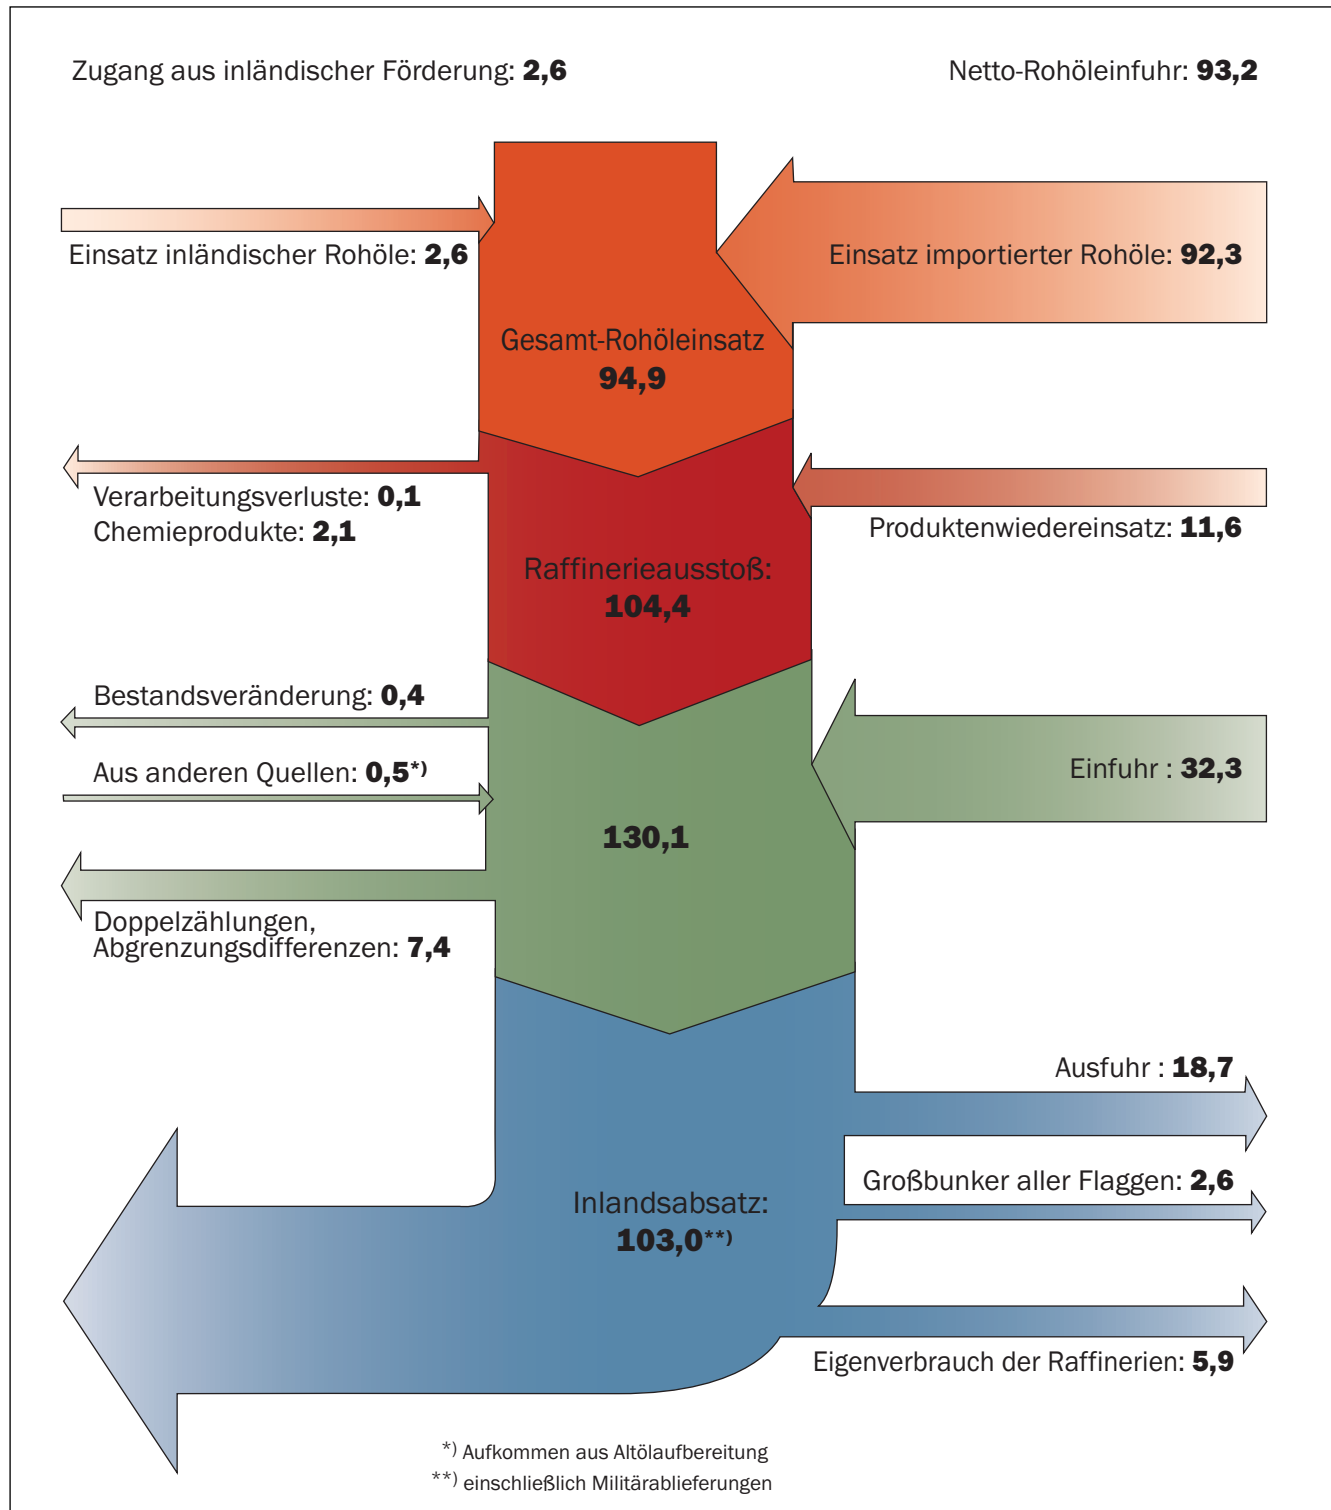 Zugang aus inländischer Förderung: 2,6
Netto-Rohöleinfuhr: 93,2
Einsatz inländischer Rohöle: 2,6
Einsatz importierter Rohöle: 92,3
Gesamt-Rohöleinsatz
94,9
Verarbeitungsverluste: 0,1
Chemieprodukte: 2,1
Produktenwiedereinsatz: 11,6
Raffinerieausstoß:
104,4
Bestandsveränderung: 0,4
Aus anderen Quellen: 0,5*)
Einfuhr : 32,3
130,1
Doppelzählungen,
Abgrenzungsdifferenzen: 7,4
Ausfuhr : 18,7
Großbunker aller Flaggen: 2,6
Inlandsabsatz:
103,0**)
Eigenverbrauch der Raffinerien: 5,9
*) Aufkommen aus Altölaufbereitung
**) einschließlich Militärablieferungen